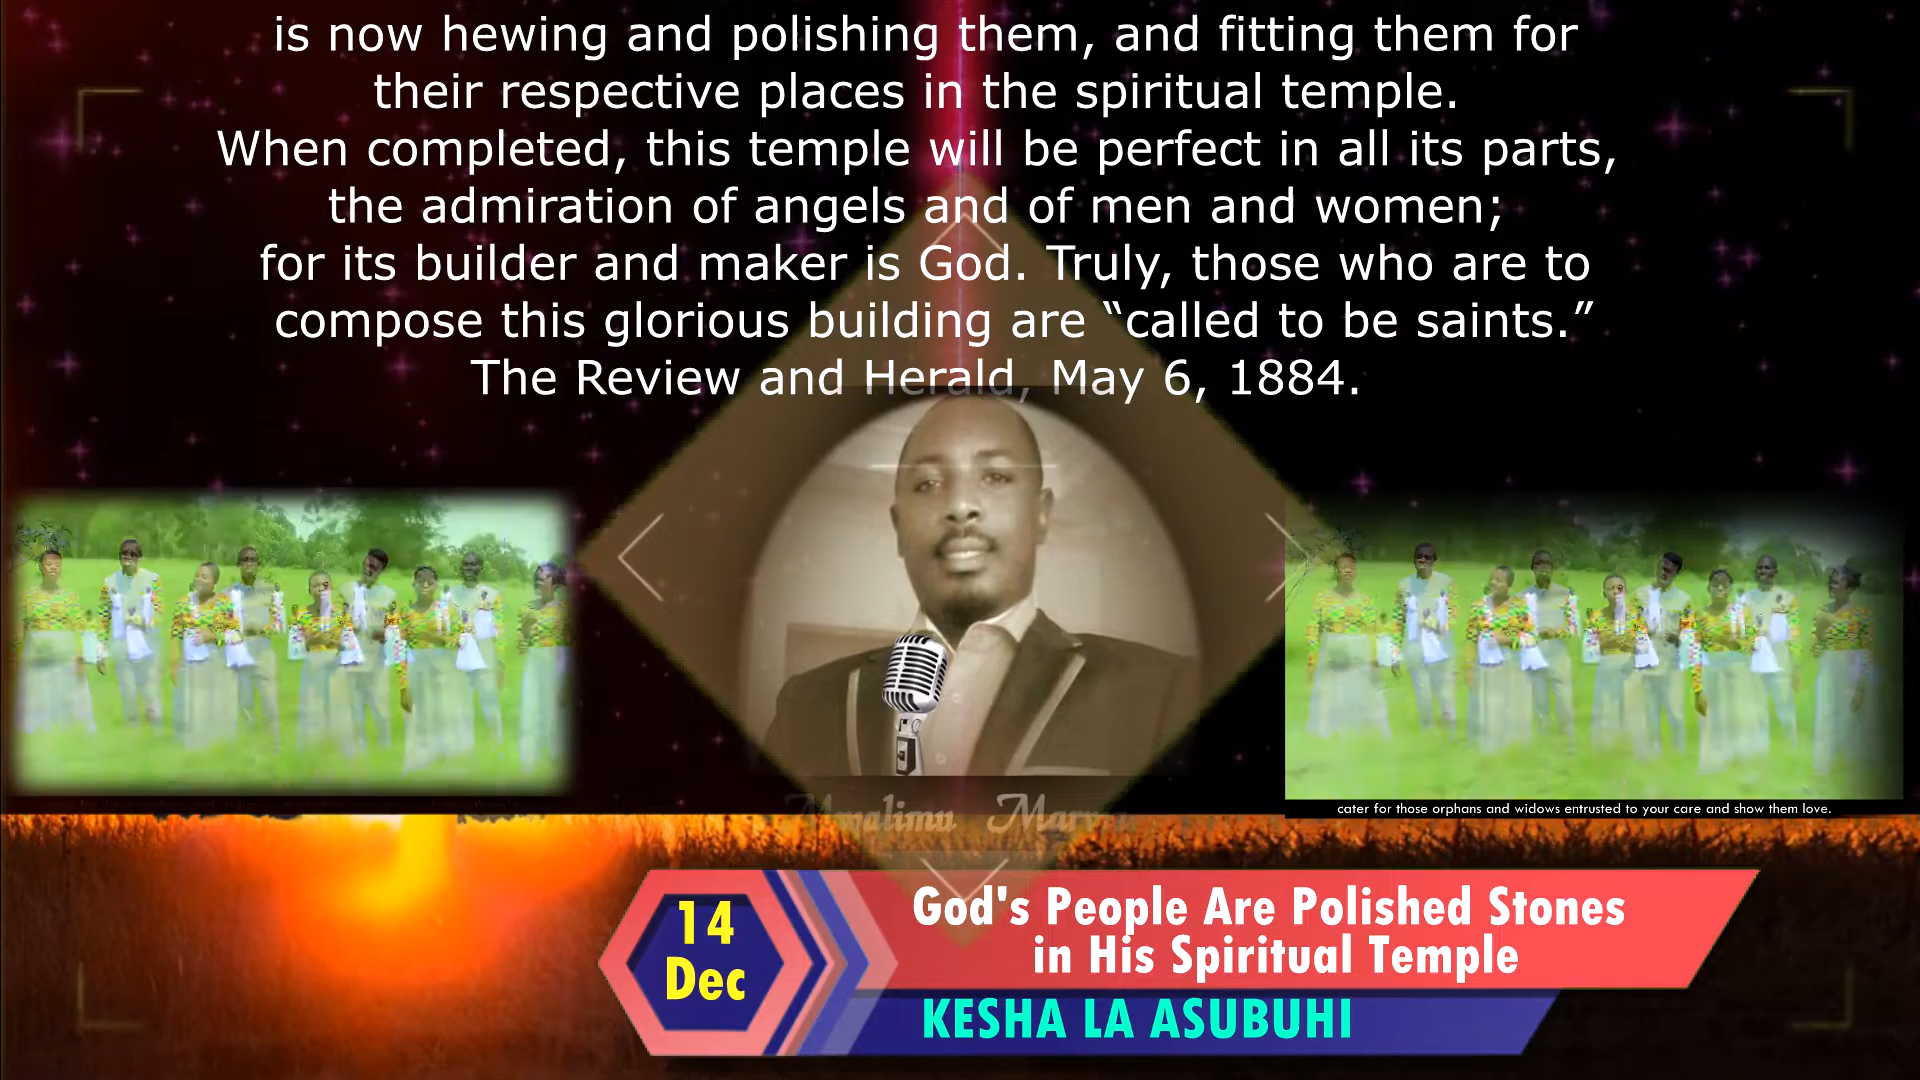 is now hewing and polishing them, and fitting them for
their respective places in the spiritual temple.
When completed, this temple will be perfect in all its parts,
the admiration of angels and of men and women;
for its builder and maker is God. Truly, those who are to
compose this glorious building are “called to be saints.”
The Review and Herald, May 6, 1884.
Mwalimu
cater for those orphans and widows entrusted to your care and show them love.
14
Dec
God's People Are Polished Stones
in His Spiritual Temple
KESHA LA ASUBUHI